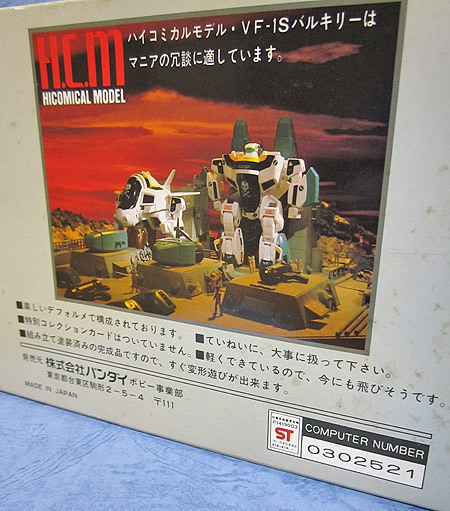 H.C.M
HICOMICAL MODEL
ハイコミカルモデル・VF-1Sバルキリーは
マニアの冗談に適しています。
■楽しいデフォルメで構成されております。
■特別コレクションカードはついていません。
■組み立て塗装済みの完成品ですので、すぐ変形遊びが出来ます。
■ていねいに、大事に扱って下さい。
■軽くできているので、今にも飛びそうです。
発売元 株式会社バンダイ ポピー事業部
東京都台東区駒形2-5-4 〒111
MADE IN JAPAN
ST
COMPUTER NUMBER
0302521